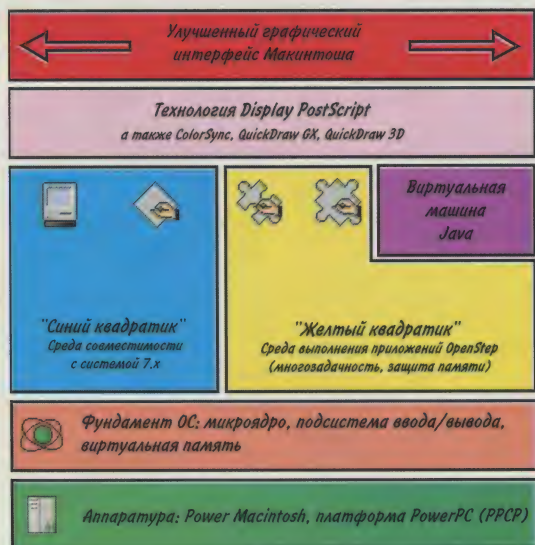 Улучшенный графический
интерфейс Макинтоша
Технология Display PostScript
а также ColorSync, QuickDraw GX, QuickDraw 3D
Виртуальная
машина
Java
"Синий квадратик"
Среда совместимости
с системой 7.x
"Желтый квадратик"
Среда выполнения приложений OpenStep
(многозадачность, защита памяти)
Фундамент ОС: микроядро, подсистема ввода/вывода,
виртуальная память
Аппаратура: Power Macintosh, платформа PowerPC (PPCP)